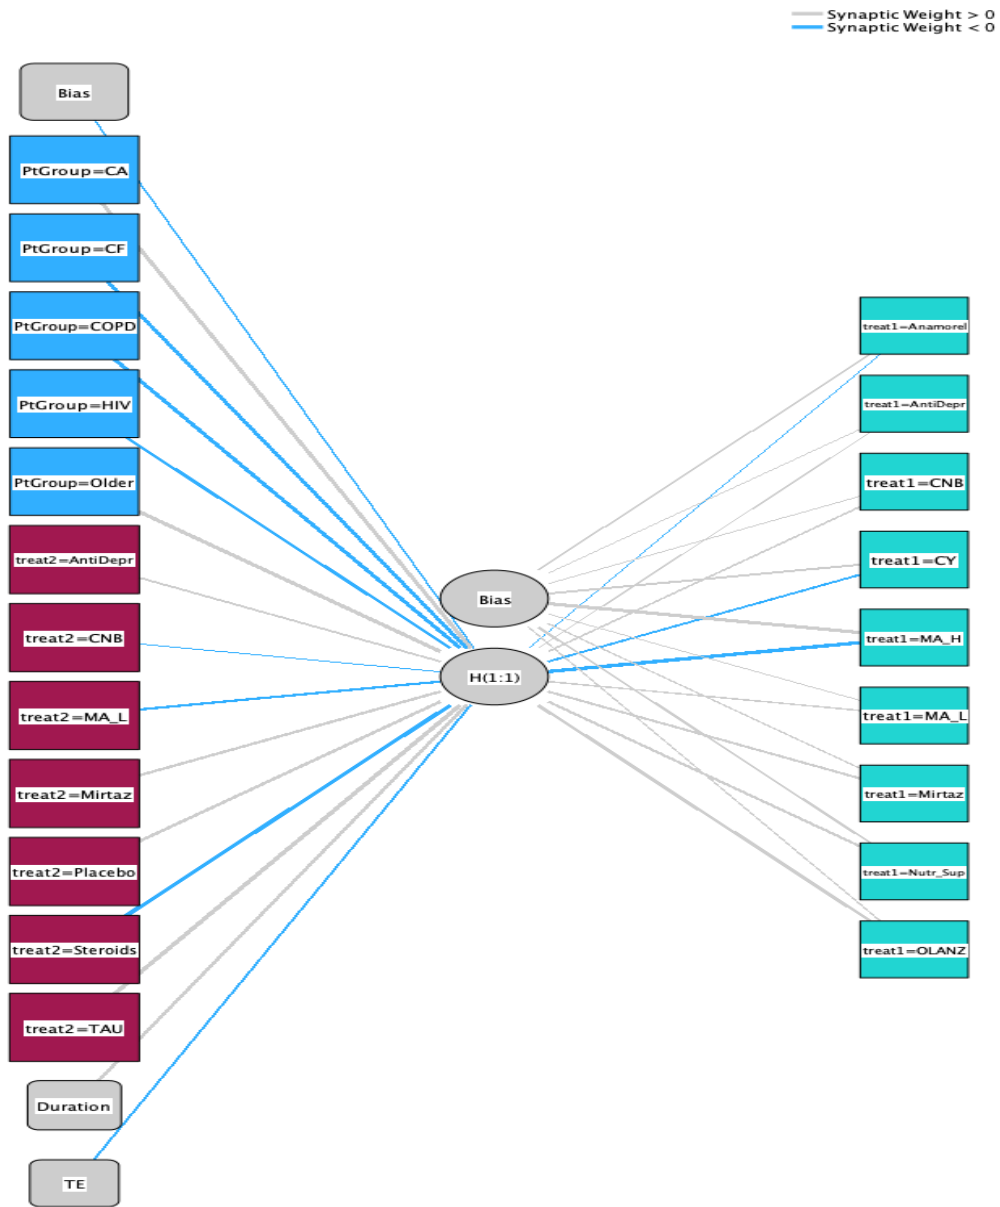 Synaptic Weight > 0
Synaptic Weight < 0
Bias
PtGroup=CA
PtGroup=CF
PtGroup=COPD
PtGroup=HIV
PtGroup=Older
treat2=AntiDepr
treat2=CNB
treat2=MA_L
treat2=Mirtaz
treat2=Placebo
treat2=Steroids
treat2=TAU
Duration
TE
Bias
H(1:1)
treat1=Anamorel
treat1=AntiDepr
treat1=CNB
treat1=CY
treat1=MA_H
treat1=MA_L
treat1=Mirtaz
treat1=Nutr_Sup
treat1=OLANZ